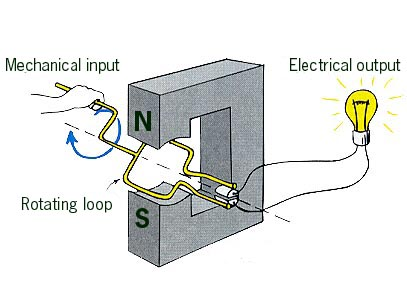 Mechanical input
Electrical output
N
Rotating loop
S